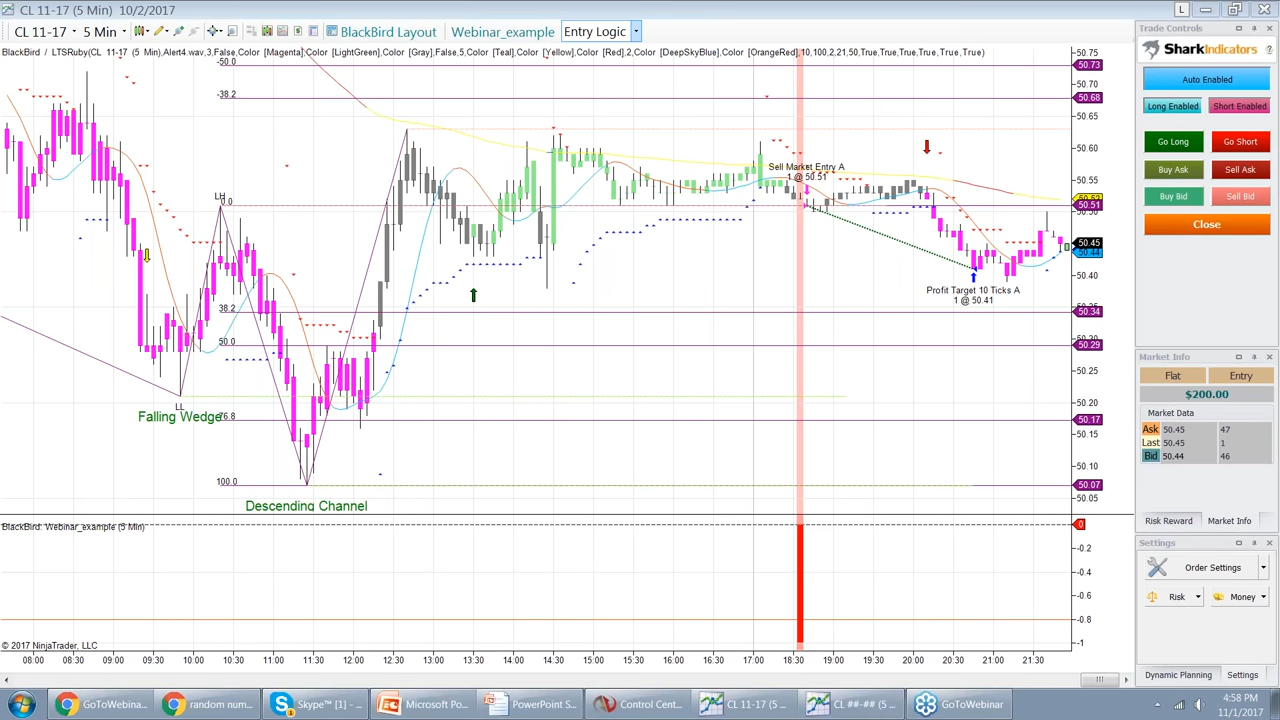 CL 11-17 (5 Min)  10/2/2017
L
CL 11-17 5 Min BlackBird Layout Webinar_example Entry Logic
BlackBird / LTSRuby(CL 11-17 (5 Min),Alert4.wav,3,False,Color [Magenta],Color [LightGreen],Color [Gray],False,5,Color [Teal],Color [Yellow],Color [Red],2,Color [DeepSkyBlue],Color [OrangeRed],10,100,2,21,50,True,True,True,True,True,True)
-50.0
-38.2
LH 0.0
38.2
50.0
LL
Falling Wedge
76.8
100.0
Descending Channel
Sell Market Entry A
1 @ 50.51
Profit Target 10 Ticks A
1 @ 50.41
50.75
50.73
50.70
50.68
50.65
50.60
50.55
50.51
50.45
50.44
50.40
50.34
50.29
50.25
50.20
50.17
50.15
50.10
50.07
50.05
BlackBird: Webinar_example (5 Min)
0
-0.2
-0.4
-0.6
-0.8
-1
© 2017 NinjaTrader, LLC
08:00 08:30 09:00 09:30 10:00 10:30 11:00 11:30 12:00 12:30 13:00 13:30 14:00 14:30 15:00 15:30 16:00 16:30 17:00 17:30 18:30 19:00 19:30 20:00 20:30 21:00 21:30
Trade Controls
SharkIndicators
Auto Enabled
Long Enabled Short Enabled
Go Long Go Short
Buy Ask Sell Ask
Buy Bid Sell Bid
Close
Market Info
Flat Entry
$200.00
Market Data
Ask 50.45 47
Last 50.45 1
Bid 50.44 46
Risk Reward Market Info
Settings
Order Settings
Risk Money
Dynamic Planning Settings
GoToWebina... random num... Skype™ [1] - ... Microsoft Po... PowerPoint S... Control Cent... CL 11-17 (5 ... CL ##-## (5 ... GoToWebinar
4:58 PM
11/1/2017